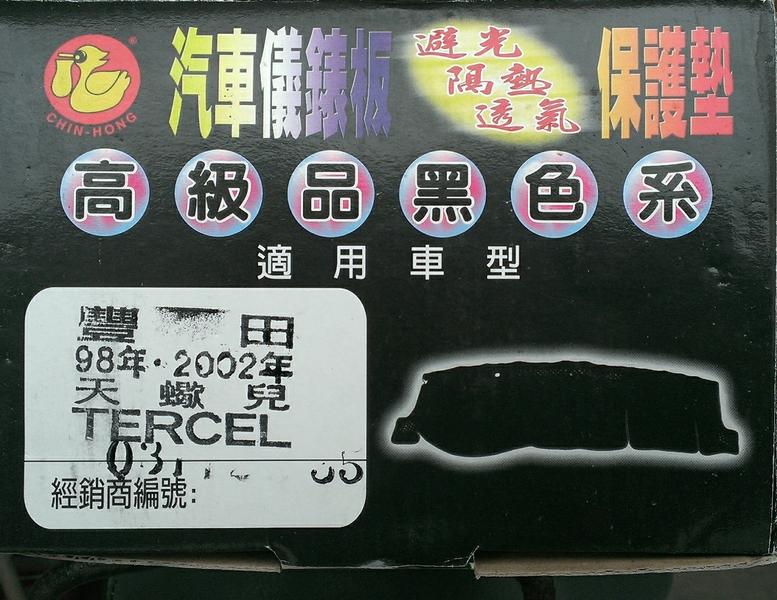 CHIN-HONG
汽車儀錶板 避光 隔熱 透氣 保護墊
高級品黑色系
適用車型
豐田
98年·2002年
天蠍兒
TERCEL
經銷商編號: